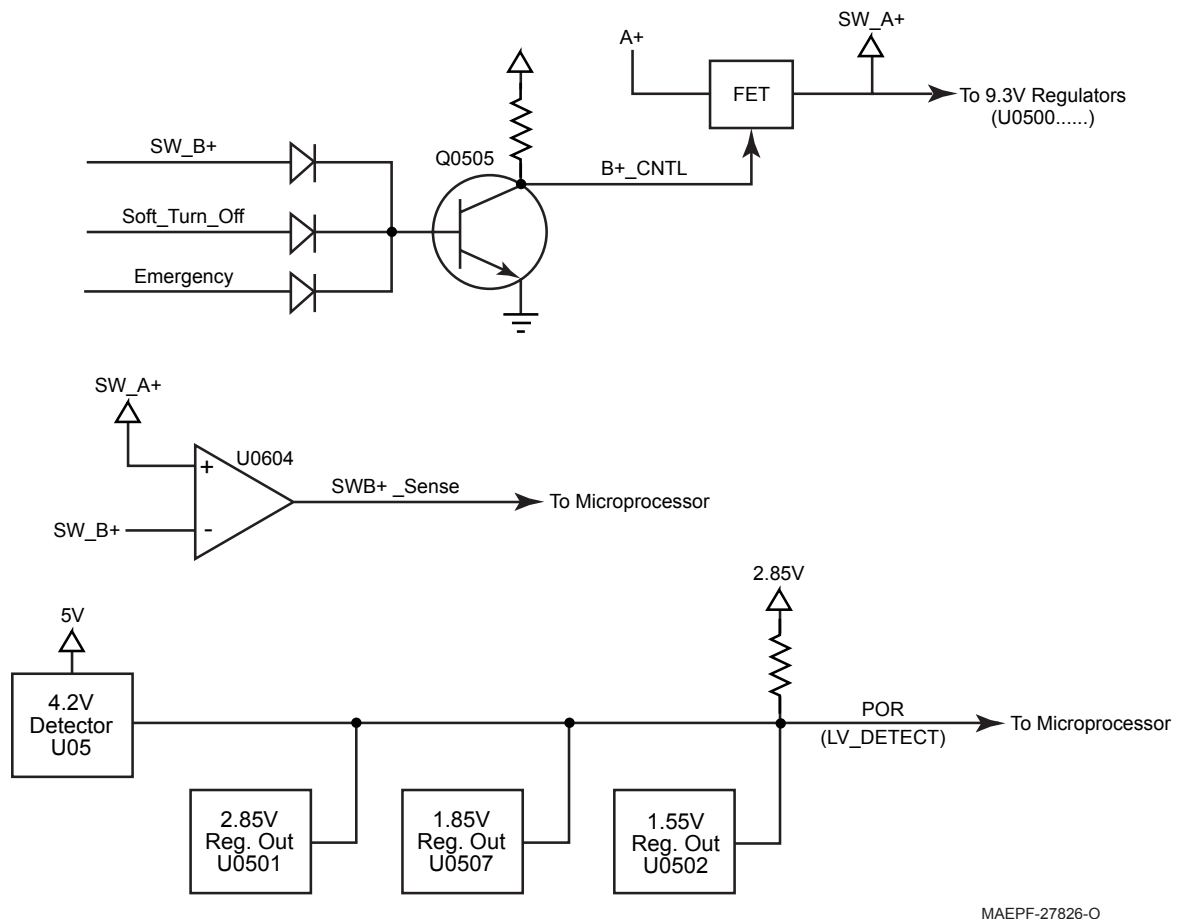 SW_A+
A+
FET
To 9.3V Regulators
(U0500......)
SW_B+
Q0505
B+_CNTL
Soft_Turn_Off
Emergency
SW_A+
+
U0604
SWB+ _Sense
To Microprocessor
SW_B+
-
2.85V
5V
4.2V
Detector
U05
POR
(LV_DETECT)
To Microprocessor
2.85V
Reg. Out
U0501
1.85V
Reg. Out
U0507
1.55V
Reg. Out
U0502
MAEPF-27826-O